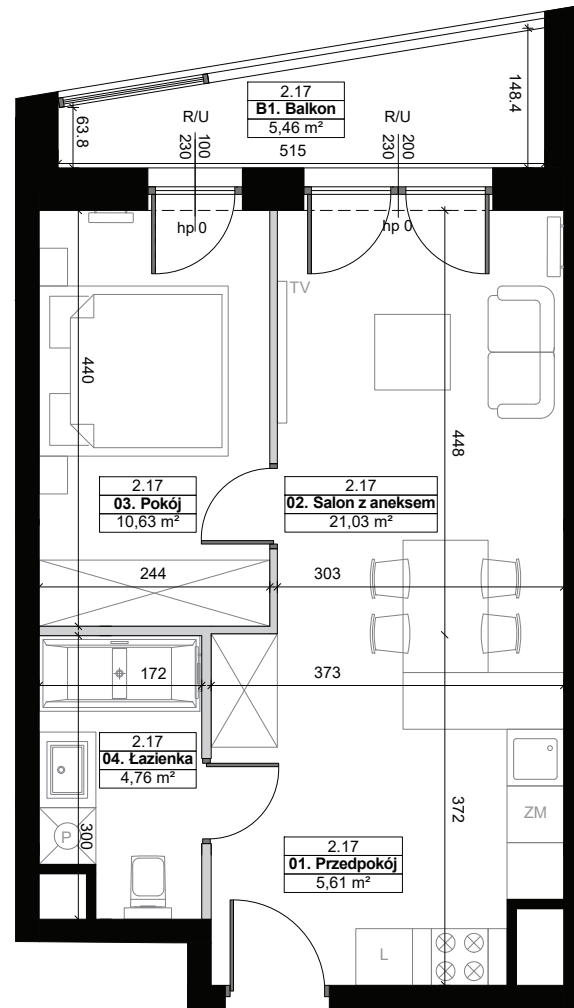 2.17
B1. Balkon
5,46 m²
148.4
63.8
R/U
100
230
R/U
200
230
515
hp 0
hp 0
TV
440
448
2.17
03. Pokój
10,63 m²
2.17
02. Salon z aneksem
21,03 m²
244
303
172
373
2.17
04. Łazienka
4,76 m²
P
300
372
ZM
2.17
01. Przedpokój
5,61 m²
L